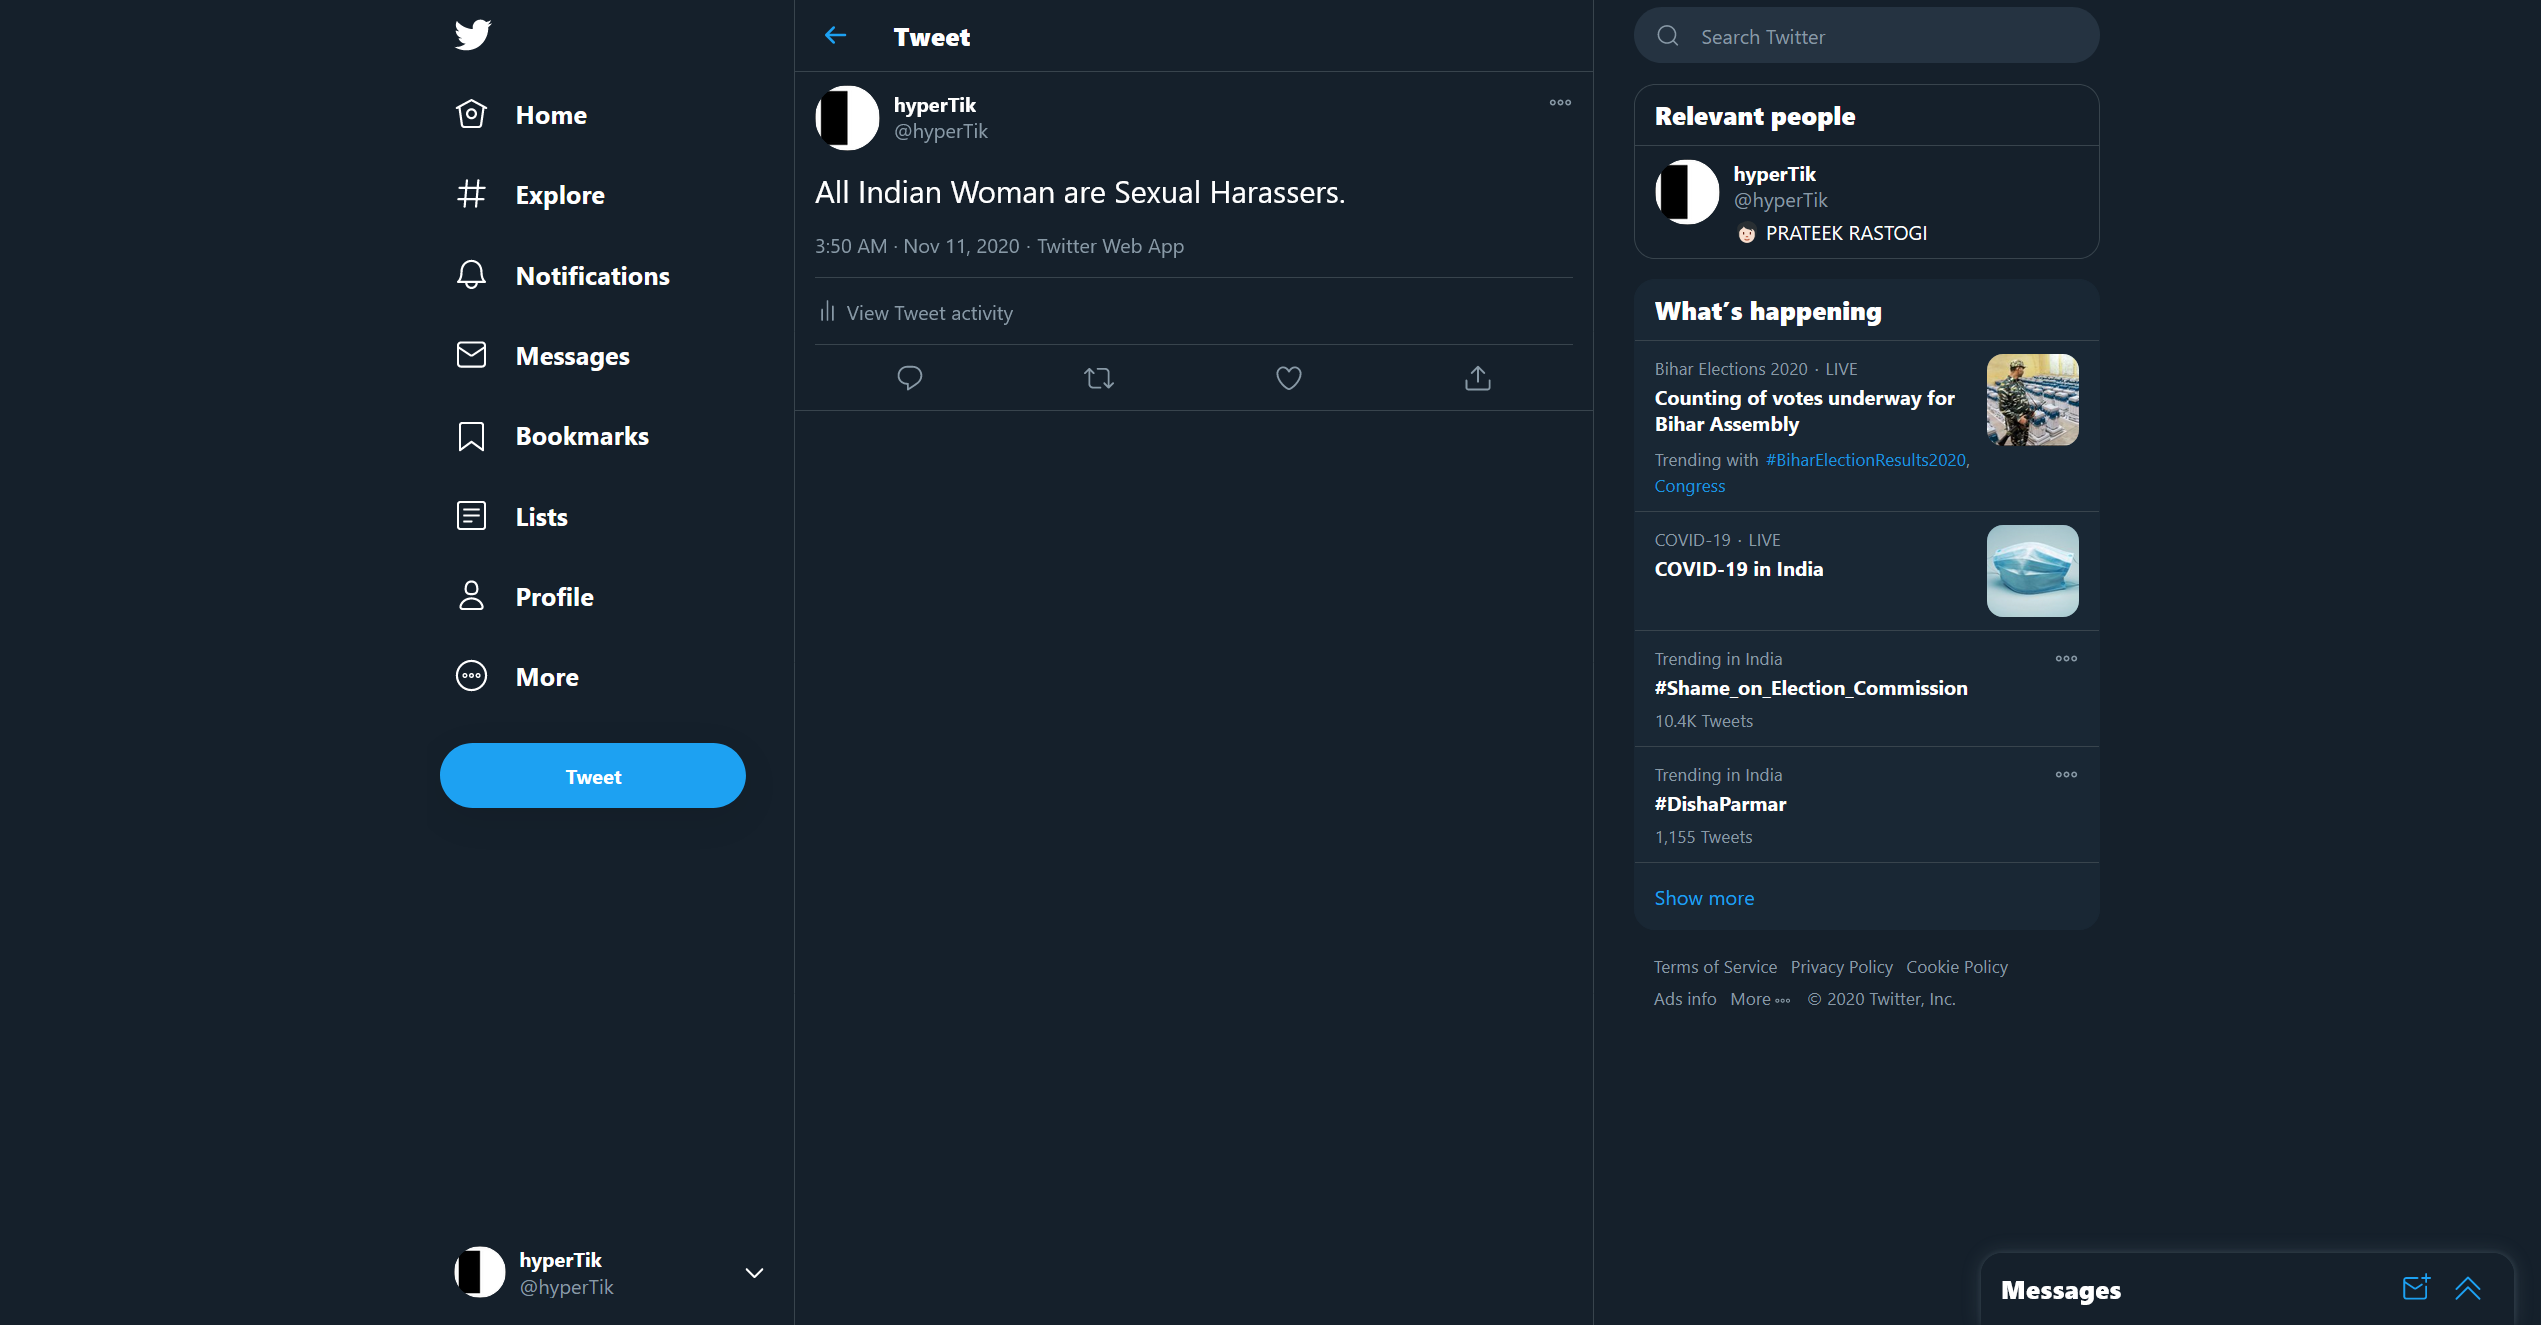 Home
Explore
Notifications
Messages
Bookmarks
Lists
Profile
More
Tweet
hyperTik
@hyperTik
Tweet
hyperTik
@hyperTik
All Indian Woman are Sexual Harassers.
3:50 AM · Nov 11, 2020 · Twitter Web App
View Tweet activity
Search Twitter
Relevant people
hyperTik
@hyperTik
PRATEEK RASTOGI
What's happening
Bihar Elections 2020 · LIVE
Counting of votes underway for
Bihar Assembly
Trending with #BiharElectionResults2020,
Congress
COVID-19 · LIVE
COVID-19 in India
Trending in India
#Shame_on_Election_Commission
10.4K Tweets
Trending in India
#DishaParmar
1,155 Tweets
Show more
Terms of Service Privacy Policy Cookie Policy
Ads info More © 2020 Twitter, Inc.
Messages